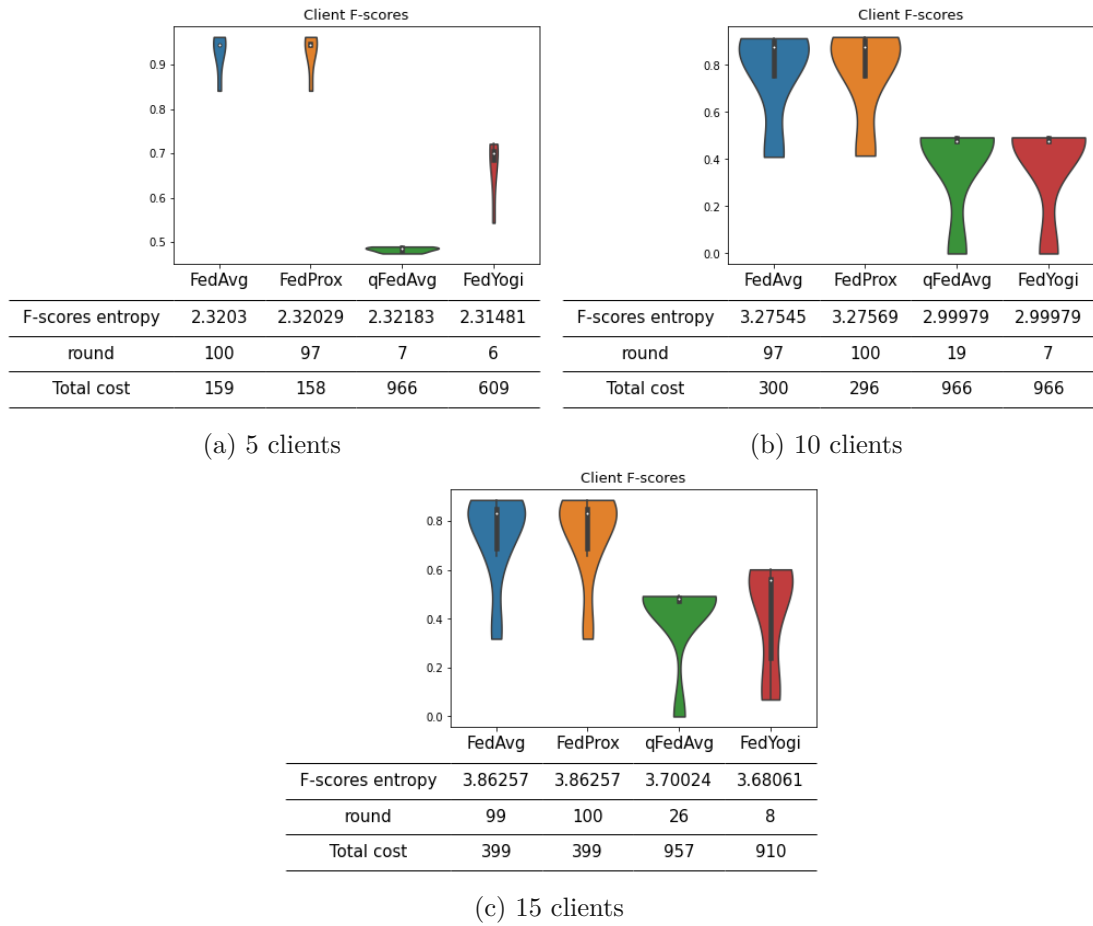 Client F-scores
0.9
0.8
0.7
0.6
0.5
FedAvg FedProx qFedAvg FedYogi
F-scores entropy 2.3203 2.32029 2.32183 2.31481
round 100 97 7 6
Total cost 159 158 966 609
(a) 5 clients
Client F-scores
0.8
0.6
0.4
0.2
0.0
FedAvg FedProx qFedAvg FedYogi
F-scores entropy 3.27545 3.27569 2.99979 2.99979
round 97 100 19 7
Total cost 300 296 966 966
(b) 10 clients
Client F-scores
0.8
0.6
0.4
0.2
0.0
FedAvg FedProx qFedAvg FedYogi
F-scores entropy 3.86257 3.86257 3.70024 3.68061
round 99 100 26 8
Total cost 399 399 957 910
(c) 15 clients